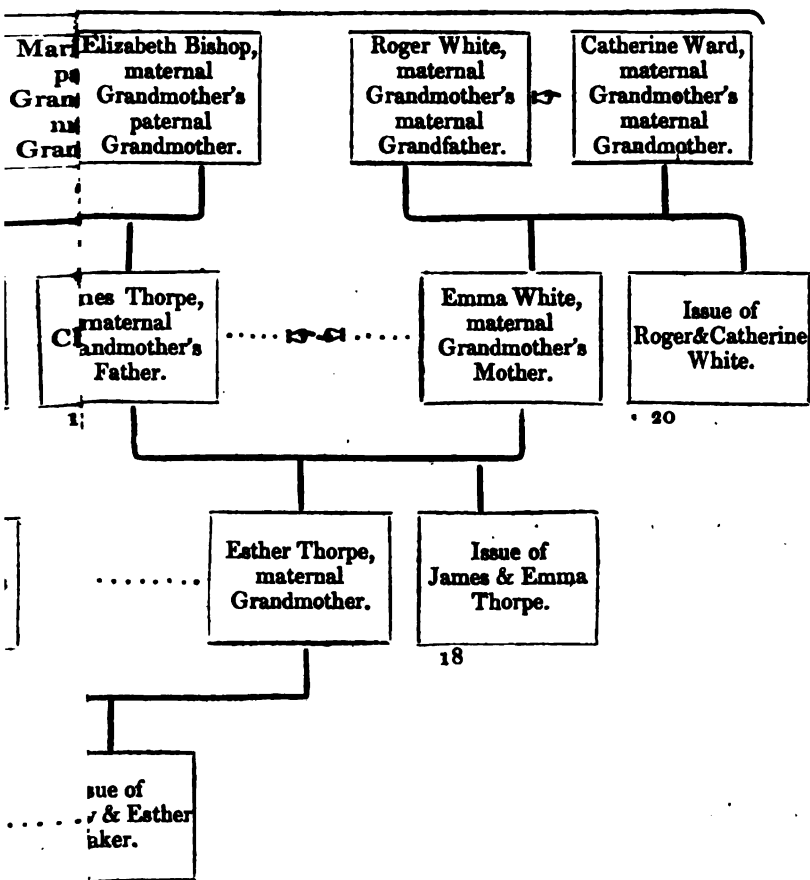 Elizabeth Bishop,
maternal
Grandmother's
paternal
Grandmother.
Roger White,
maternal
Grandmother's
maternal
Grandfather.
Catherine Ward,
maternal
Grandmother's
maternal
Grandmother.
Thorpe,
maternal
Father.
Emma White,
maternal
Grandmother's
Mother.
Issue of
Roger&Catherine
White.
20
Esther Thorpe,
maternal
Grandmother.
Issue of
James & Emma
Thorpe.
18
of
& Esther